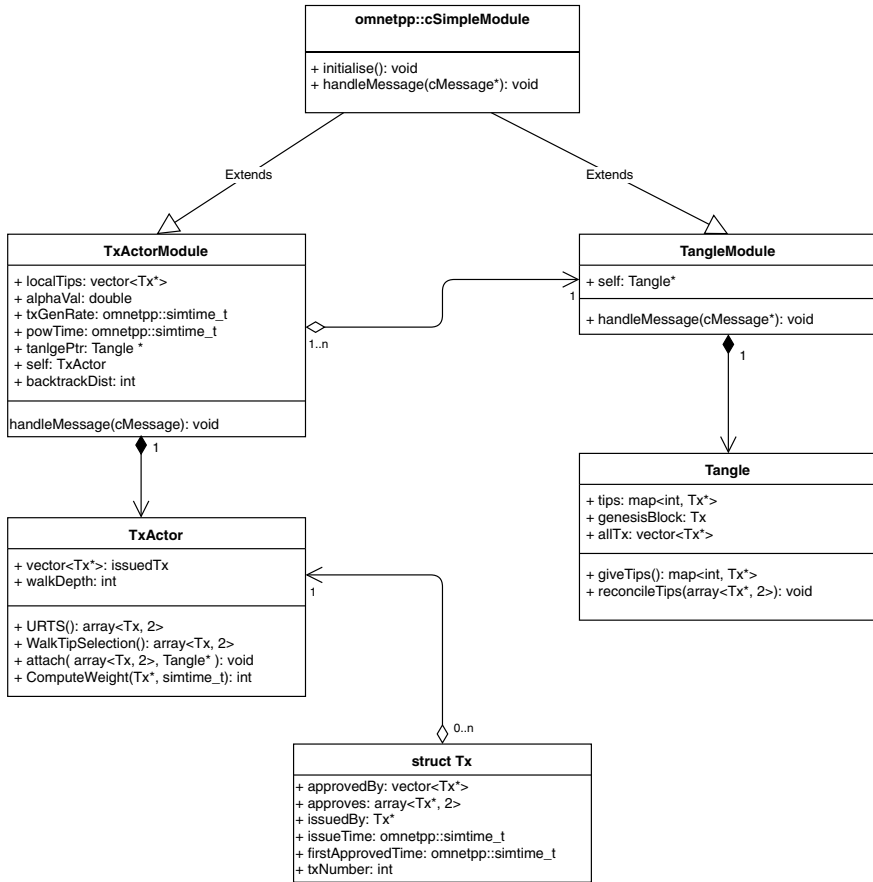 omnetpp::cSimpleModule
+ initialise(): void
+ handleMessage(cMessage*): void
Extends
Extends
TxActorModule
+ localTips: vector<Tx*>
+ alphaVal: double
+ txGenRate: omnetpp::simtime_t
+ powTime: omnetpp::simtime_t
+ tanlgePtr: Tangle *
+ self: TxActor
+ backtrackDist: int
handleMessage(cMessage): void
1..n
1
TangleModule
+ self: Tangle*
+ handleMessage(cMessage*): void
1
1
Tangle
+ tips: map<int, Tx*>
+ genesisBlock: Tx
+ allTx: vector<Tx*>
+ giveTips(): map<int, Tx*>
+ reconcileTips(array<Tx*, 2>): void
TxActor
+ vector<Tx*>: issuedTx
+ walkDepth: int
+ URTS(): array<Tx, 2>
+ WalkTipSelection(): array<Tx, 2>
+ attach( array<Tx, 2>, Tangle* ): void
+ ComputeWeight(Tx*, simtime_t): int
1
0..n
struct Tx
+ approvedBy: vector<Tx*>
+ approves: array<Tx*, 2>
+ issuedBy: Tx*
+ issueTime: omnetpp::simtime_t
+ firstApprovedTime: omnetpp::simtime_t
+ txNumber: int